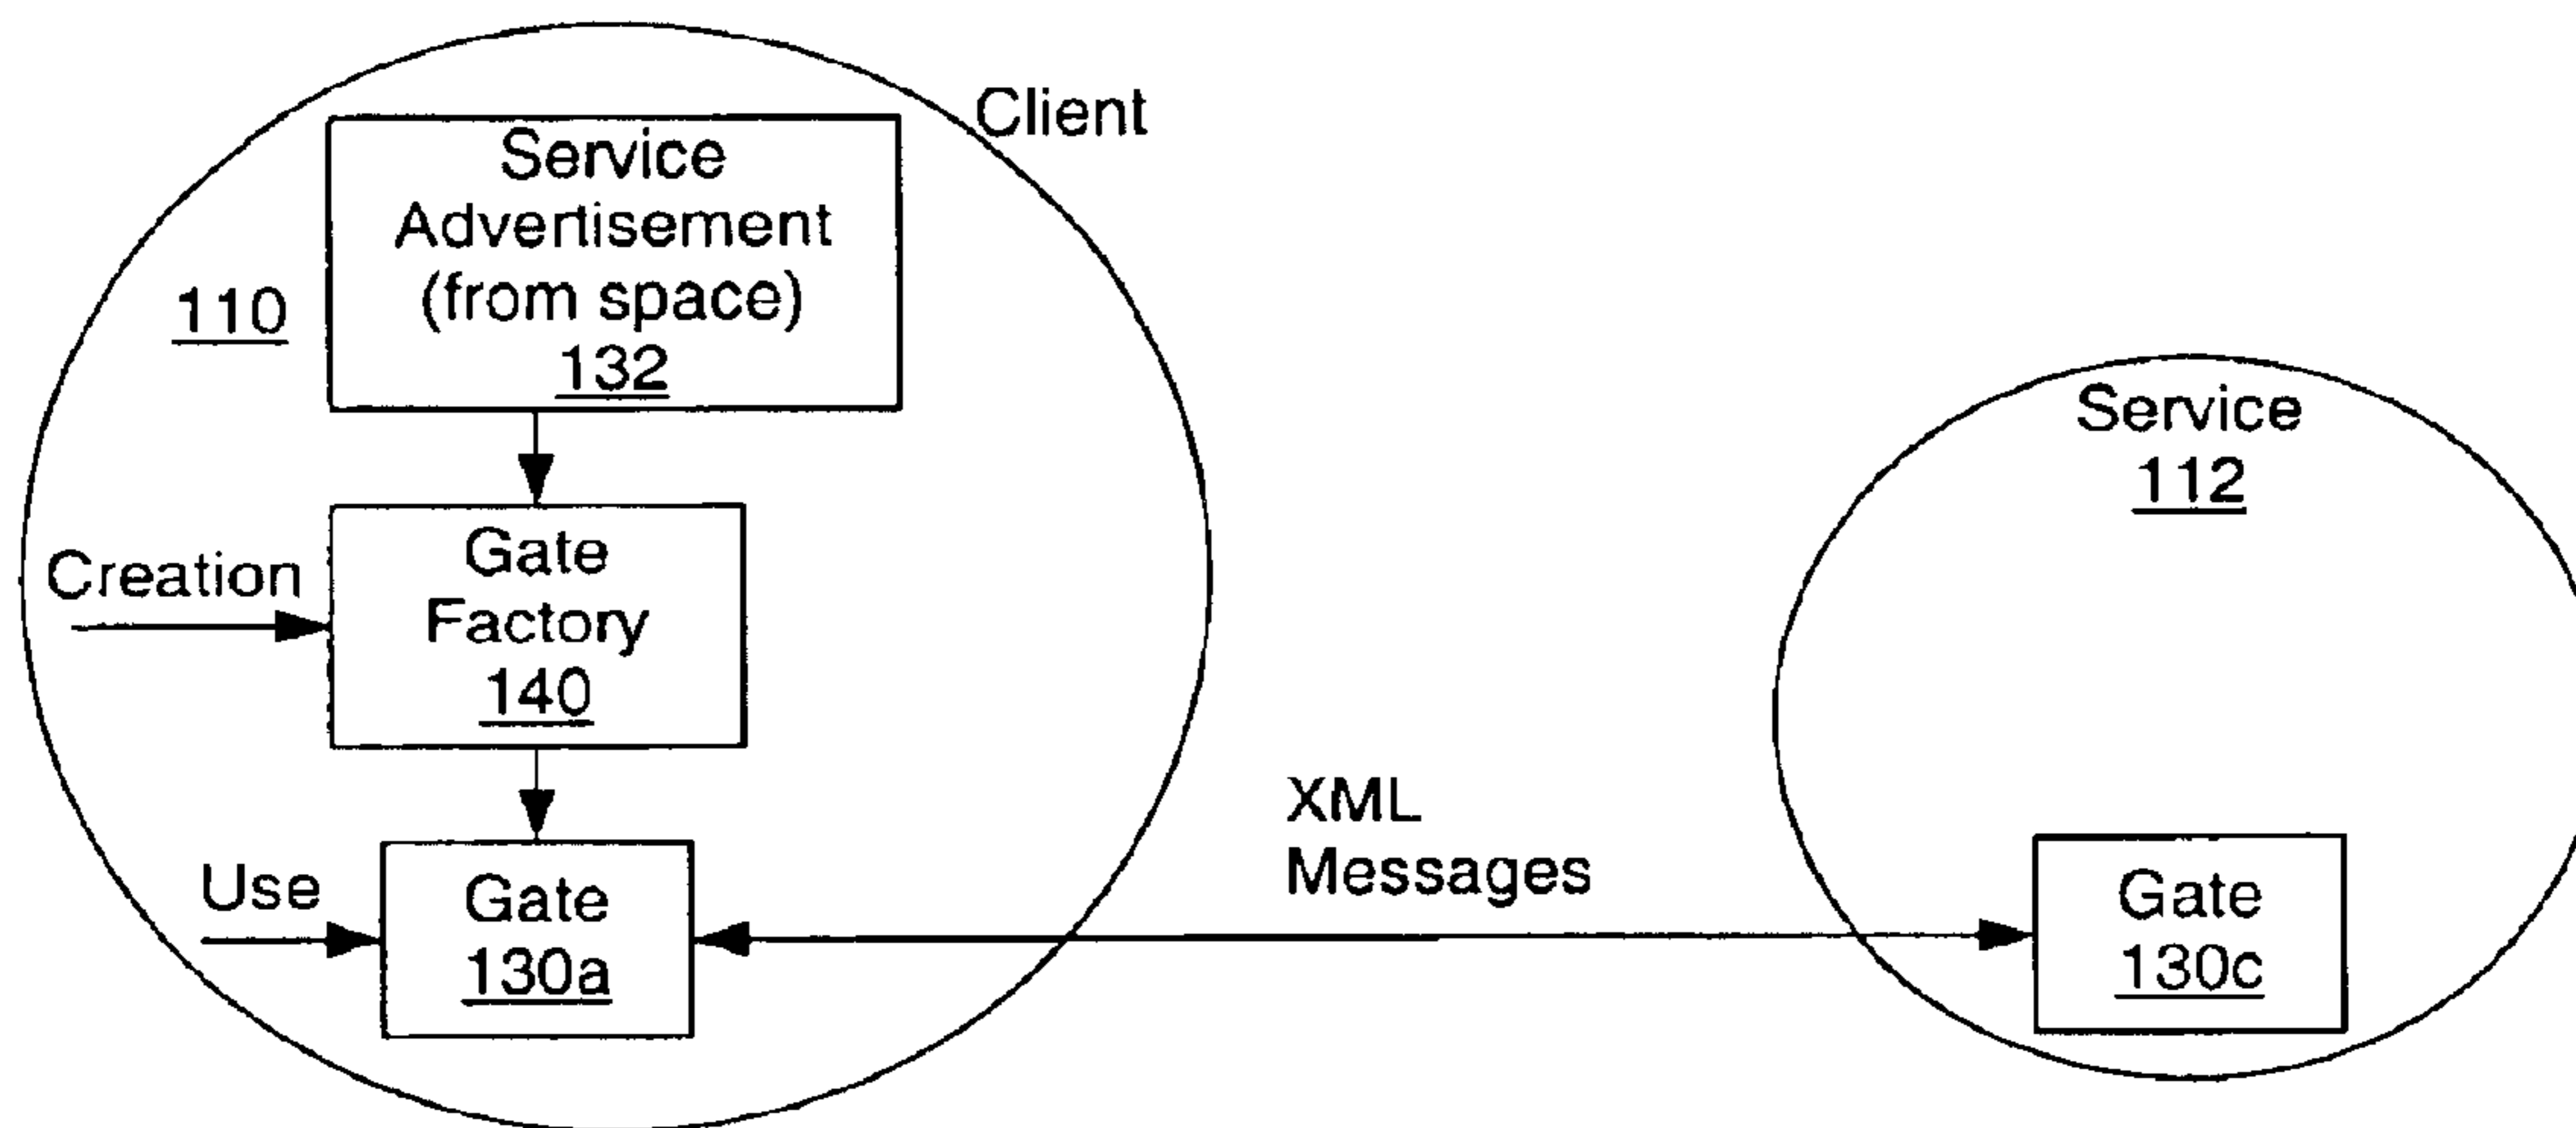 Client
Service
Advertisement
(from space)
132
110
Gate
Factory
140
Creation
Use
Gate
130a
XML
Messages
Service
112
Gate
130c